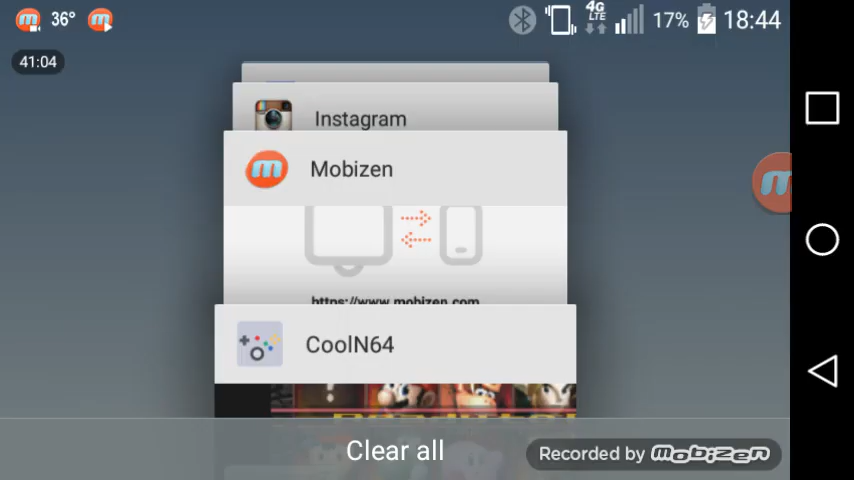 36° 4G LTE 17% 18:44
41:04
Instagram
Mobizen
https://www.mobizen.com
CoolN64
Clear all
Recorded by mobizen